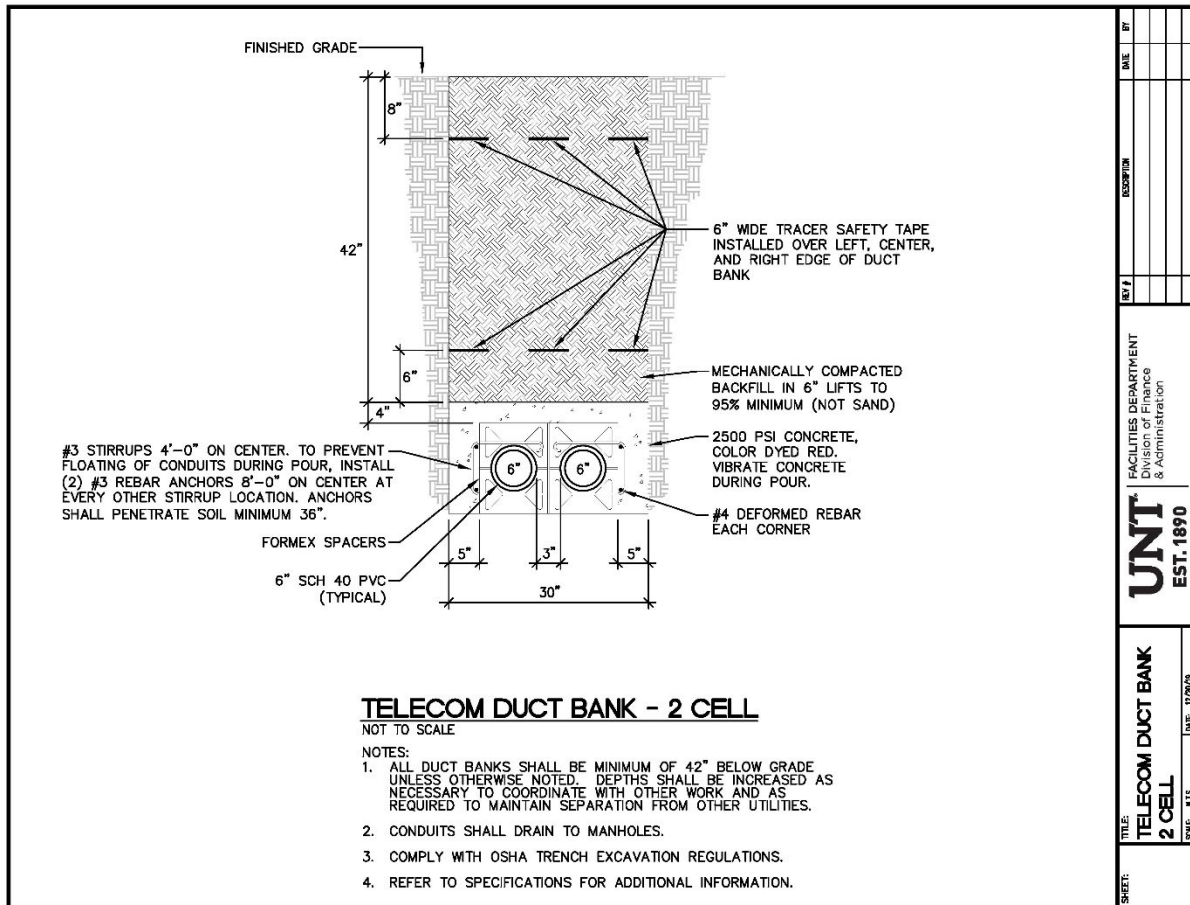 FINISHED GRADE
8"
42"
6" WIDE TRACER SAFETY TAPE
INSTALLED OVER LEFT, CENTER,
AND RIGHT EDGE OF DUCT
BANK
6"
MECHANICALLY COMPACTED
BACKFILL IN 6" LIFTS TO
95% MINIMUM (NOT SAND)
4"
#3 STIRRUPS 4'-0" ON CENTER. TO PREVENT
FLOATING OF CONDUITS DURING POUR, INSTALL
(2) #3 REBAR ANCHORS 8'-0" ON CENTER AT
EVERY OTHER STIRRUP LOCATION. ANCHORS
SHALL PENETRATE SOIL MINIMUM 36".
6"
6"
2500 PSI CONCRETE,
COLOR DYED RED.
VIBRATE CONCRETE
DURING POUR.
#4 DEFORMED REBAR
EACH CORNER
FORMEX SPACERS
5"
3"
5"
6" SCH 40 PVC
(TYPICAL)
30"
TELECOM DUCT BANK - 2 CELL
NOT TO SCALE
NOTES:
1. ALL DUCT BANKS SHALL BE MINIMUM OF 42" BELOW GRADE
UNLESS OTHERWISE NOTED. DEPTHS SHALL BE INCREASED AS
NECESSARY TO COORDINATE WITH OTHER WORK AND AS
REQUIRED TO MAINTAIN SEPARATION FROM OTHER UTILITIES.
2. CONDUITS SHALL DRAIN TO MANHOLES.
3. COMPLY WITH OSHA TRENCH EXCAVATION REGULATIONS.
4. REFER TO SPECIFICATIONS FOR ADDITIONAL INFORMATION.
REV #
DESCRIPTION
DATE
BY
UNT
EST. 1890
FACILITIES DEPARTMENT
Division of Finance
& Administration
TITLE:
TELECOM DUCT BANK
2 CELL
SHEET: